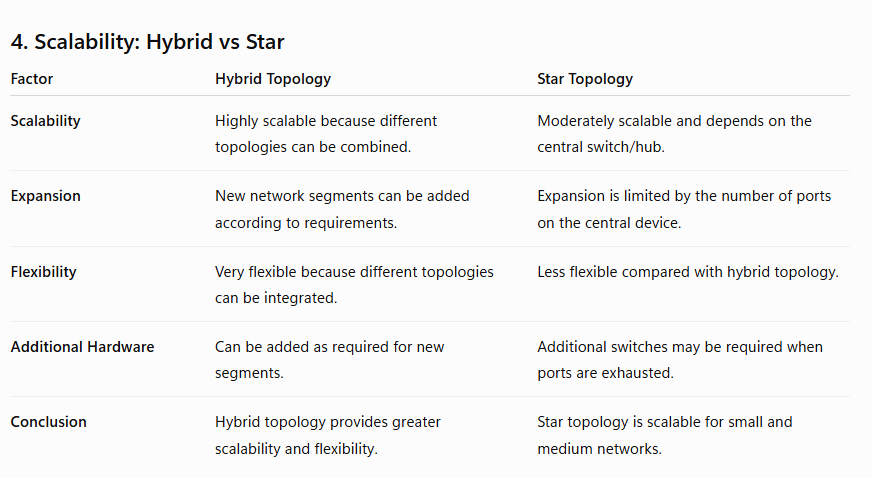 4. Scalability: Hybrid vs Star
Factor Hybrid Topology Star Topology
Scalability Highly scalable because different Moderately scalable and depends on the
topologies can be combined. central switch/hub.
Expansion New network segments can be added Expansion is limited by the number of ports
according to requirements. on the central device.
Flexibility Very flexible because different topologies Less flexible compared with hybrid topology.
can be integrated.
Additional Hardware Can be added as required for new Additional switches may be required when
segments. ports are exhausted.
Conclusion Hybrid topology provides greater Star topology is scalable for small and
scalability and flexibility. medium networks.